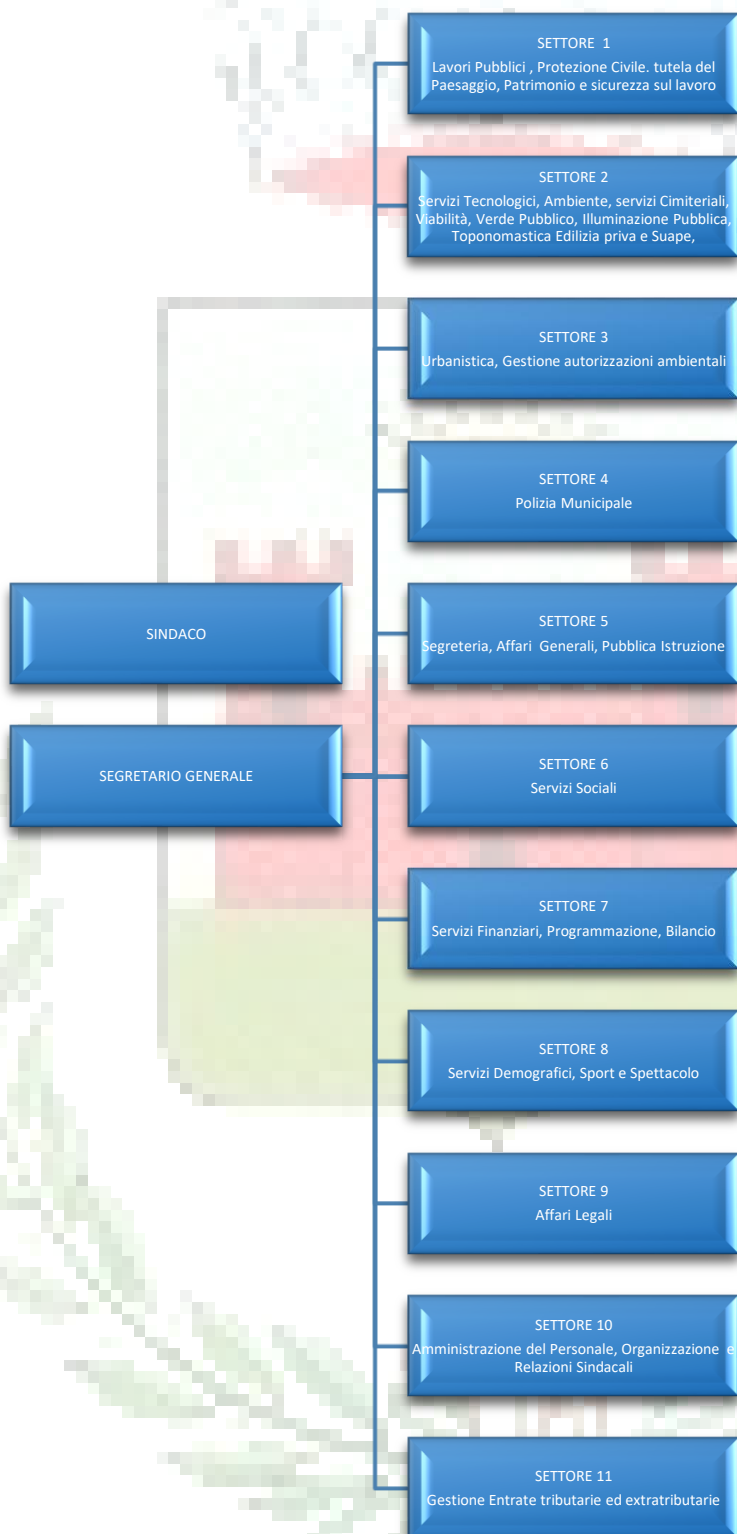 SETTORE 1
Lavori Pubblici , Protezione Civile. tutela del
Paesaggio, Patrimonio e sicurezza sul lavoro
SETTORE 2
Servizi Tecnologici, Ambiente, servizi Cimiteriali,
Viabilità, Verde Pubblico, Illuminazione Pubblica,
Toponomastica Edilizia priva e Suape,
SETTORE 3
Urbanistica, Gestione autorizzazioni ambientali
SETTORE 4
Polizia Municipale
SINDACO
SETTORE 5
Segreteria, Affari Generali, Pubblica Istruzione
SEGRETARIO GENERALE
SETTORE 6
Servizi Sociali
SETTORE 7
Servizi Finanziari, Programmazione, Bilancio
SETTORE 8
Servizi Demografici, Sport e Spettacolo
SETTORE 9
Affari Legali
SETTORE 10
Amministrazione del Personale, Organizzazione e
Relazioni Sindacali
SETTORE 11
Gestione Entrate tributarie ed extratributarie